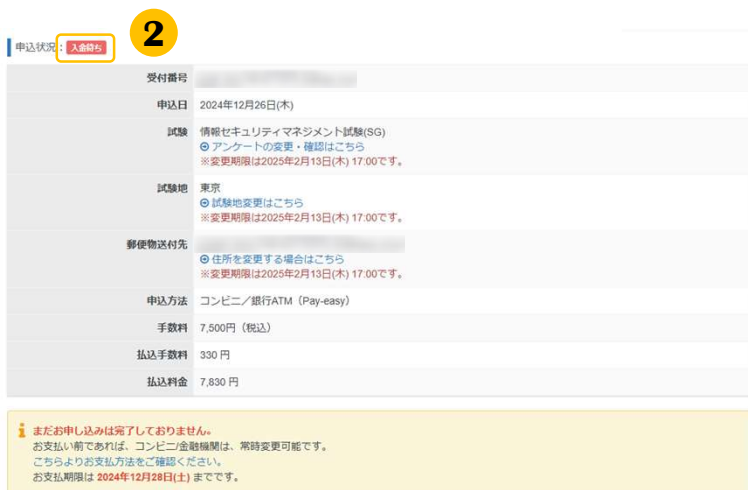 2
申込状況：入金待ち
受付番号
申込日 2024年12月26日(木)
試験 情報セキュリティマネジメント試験(SG)
アンケートの変更・確認はこちら
※変更期限は2025年2月13日(木) 17:00です。
試験地 東京
試験地変更はこちら
※変更期限は2025年2月13日(木) 17:00です。
郵便物送付先
住所を変更する場合はこちら
※変更期限は2025年2月13日(木) 17:00です。
申込方法 コンビニ／銀行ATM（Pay-easy）
手数料 7,500円（税込）
払込手数料 330 円
払込料金 7,830 円
まだお申し込みは完了しておりません。
お支払い前であれば、コンビニ/金融機関は、常時変更可能です。
こちらよりお支払方法をご確認ください。
お支払期限は 2024年12月28日(土) までです。